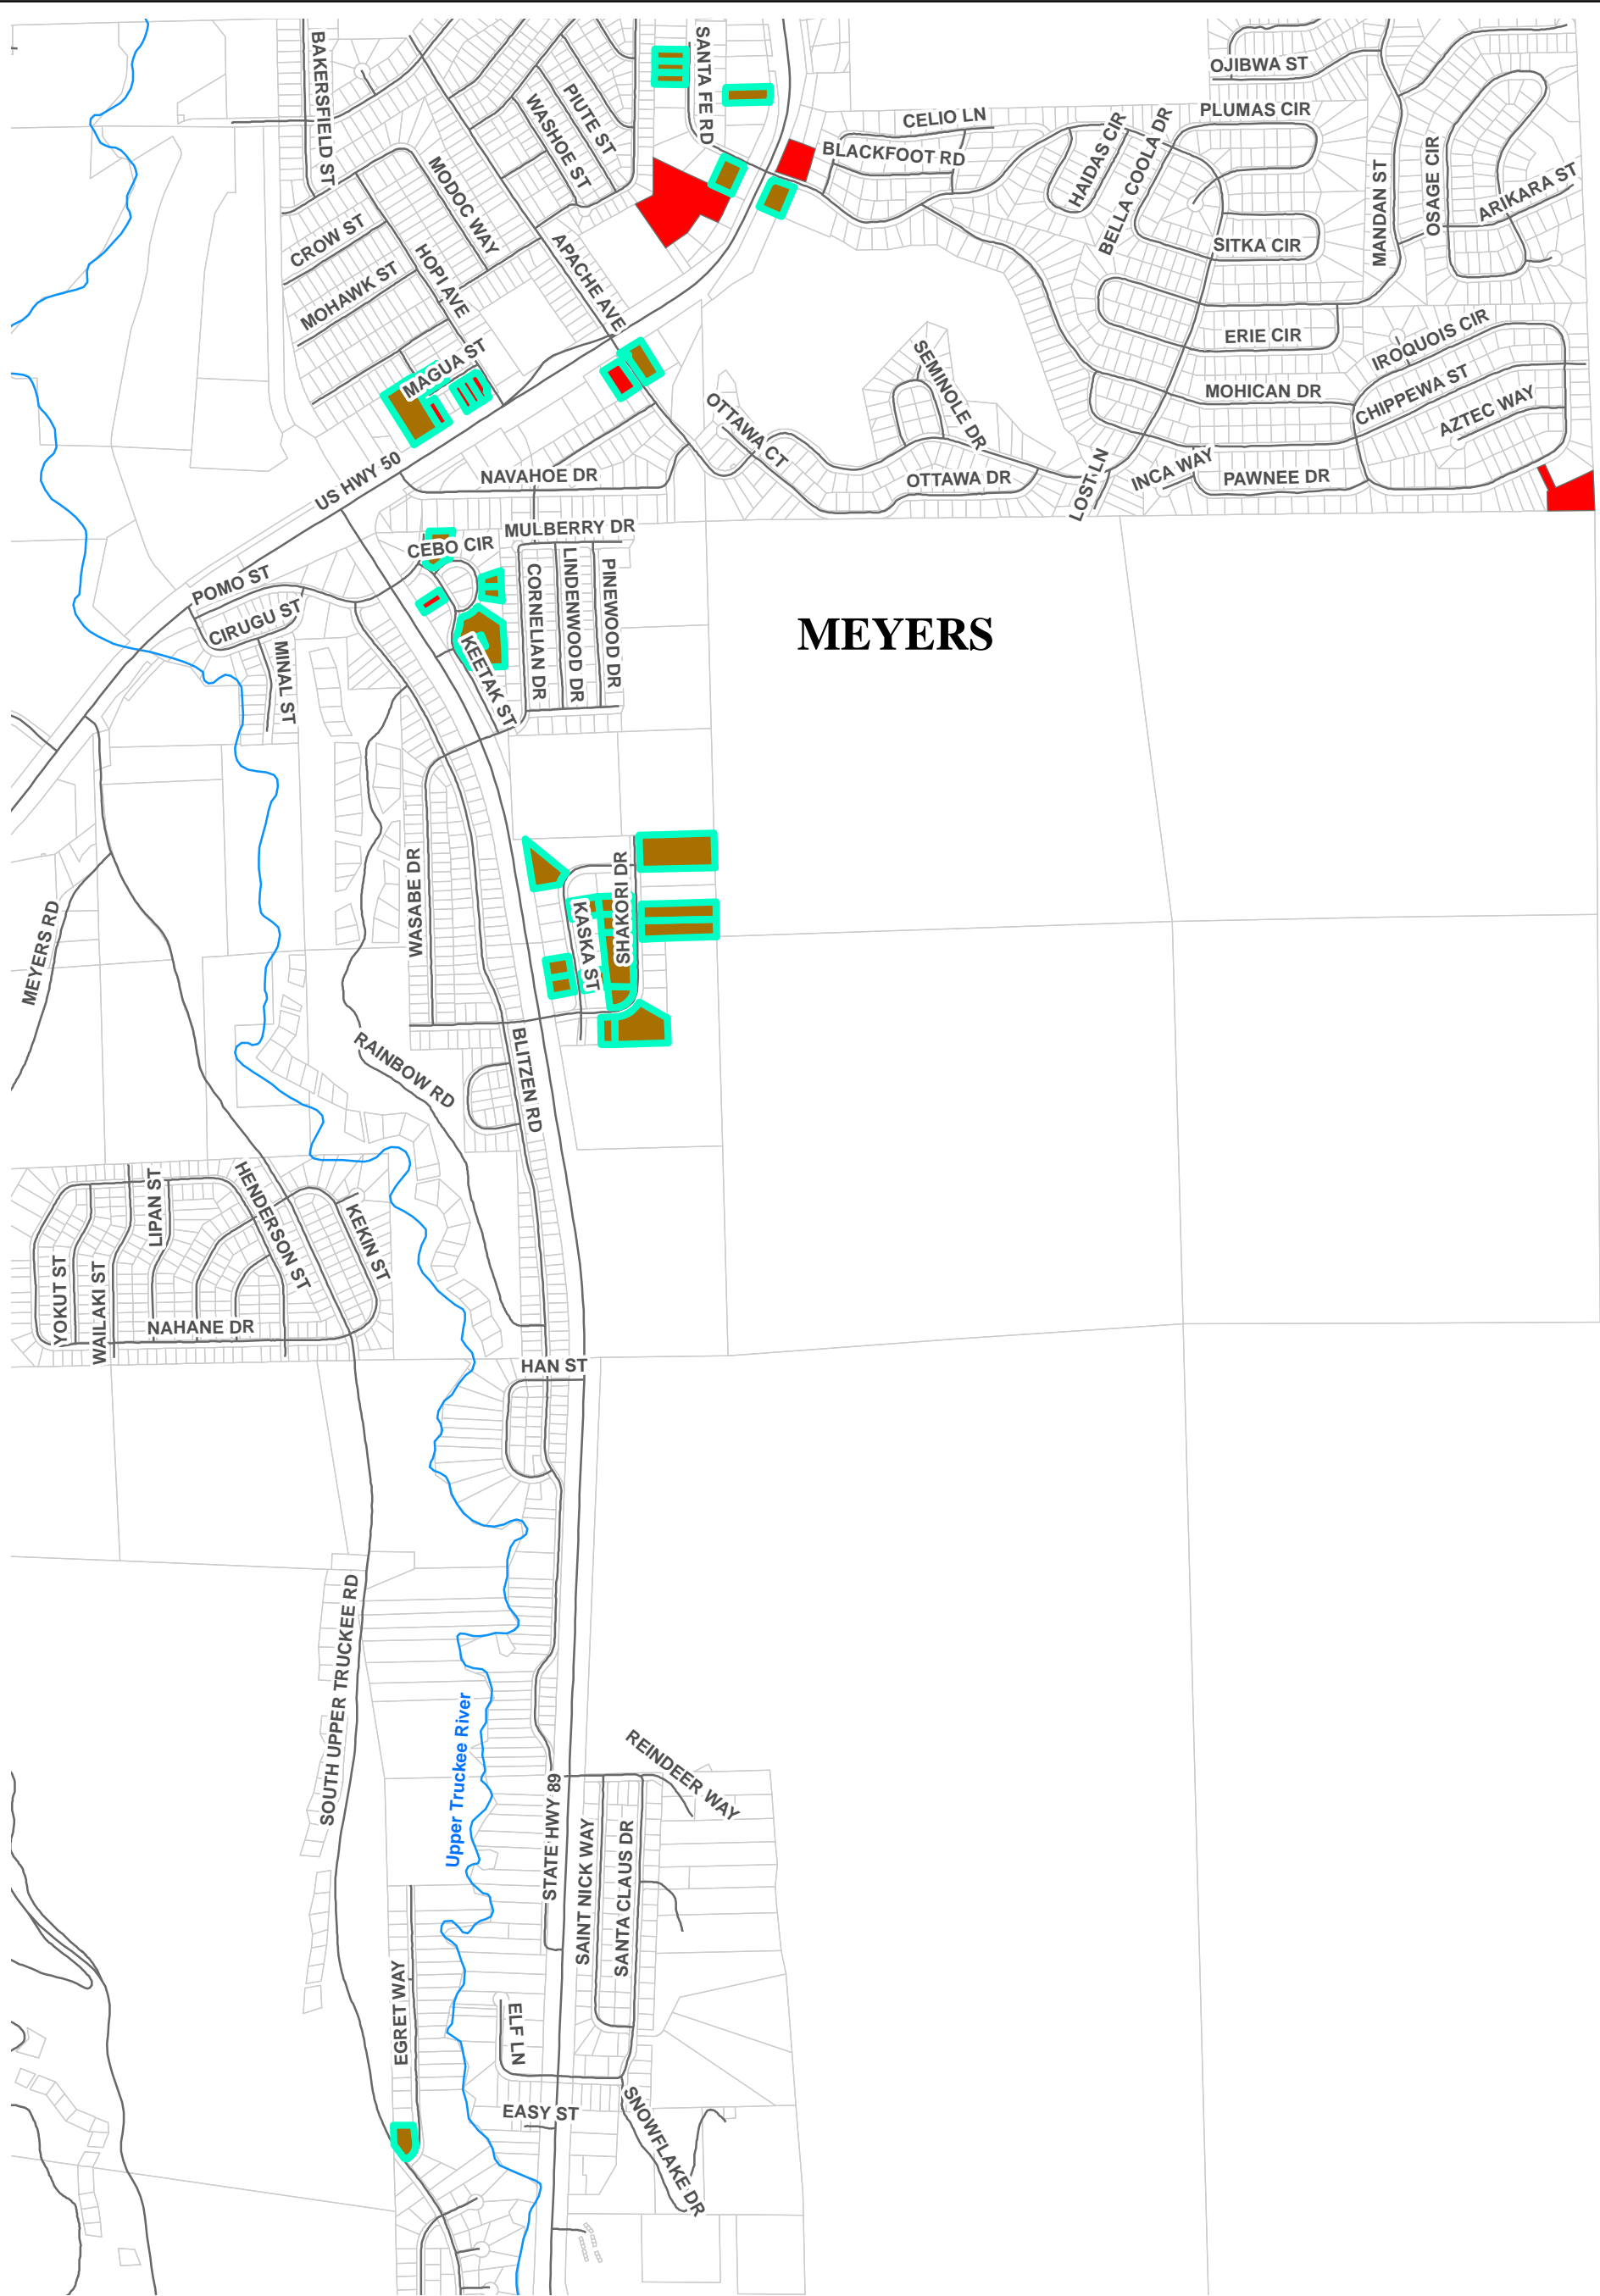 BAKERSFIELD ST
SANTA FE RD
PIUTE ST
WASHOE ST
OJIBWA ST
PLUMAS CIR
CELIO LN
BLACKFOOT RD
HAIDAS CIR
BELLA COOLA DR
MANDAN ST
OSAGE CIR
ARIKARA ST
MODOC WAY
CROW ST
HOPI AVE
MOHAWK ST
APACHE AVE
SITKA CIR
ERIE CIR
IROQUOIS CIR
SEMINOLE DR
MAGUA ST
MOHICAN DR
CHIPPEWA ST
AZTEC WAY
OTTAWA CT
US HWY 50
NAVAHOE DR
OTTAWA DR
LOST LN
INCA WAY
PAWNEE DR
MULBERRY DR
CEBO CIR
POMO ST
CIRUGU ST
MINAL ST
CORNELIAN DR
LINDENWOOD DR
PINEWOOD DR
KEETAK ST
MEYERS
WASABE DR
SHAKORI DR
KASKA ST
MEYERS RD
RAINBOW RD
BLITZEN RD
LIPAN ST
HENDERSON ST
KEKIN ST
YOKUT ST
WAILAKI ST
NAHANE DR
HAN ST
SOUTH UPPER TRUCKEE RD
Upper Truckee River
REINDEER WAY
STATE HWY 89
SAINT NICK WAY
SANTA CLAUS DR
EGRET WAY
ELF LN
EASY ST
SNOWFLAKE DR